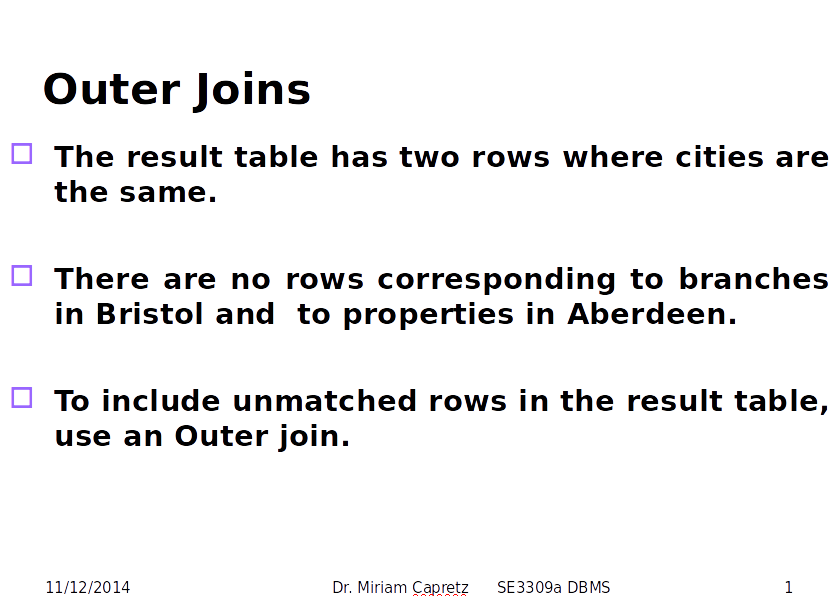 Outer Joins
The result table has two rows where cities are
the same.
There are no rows corresponding to branches
in Bristol and  to properties in Aberdeen.
To include unmatched rows in the result table,
use an Outer join.
11/12/2014 Dr. Miriam Capretz SE3309a DBMS 1